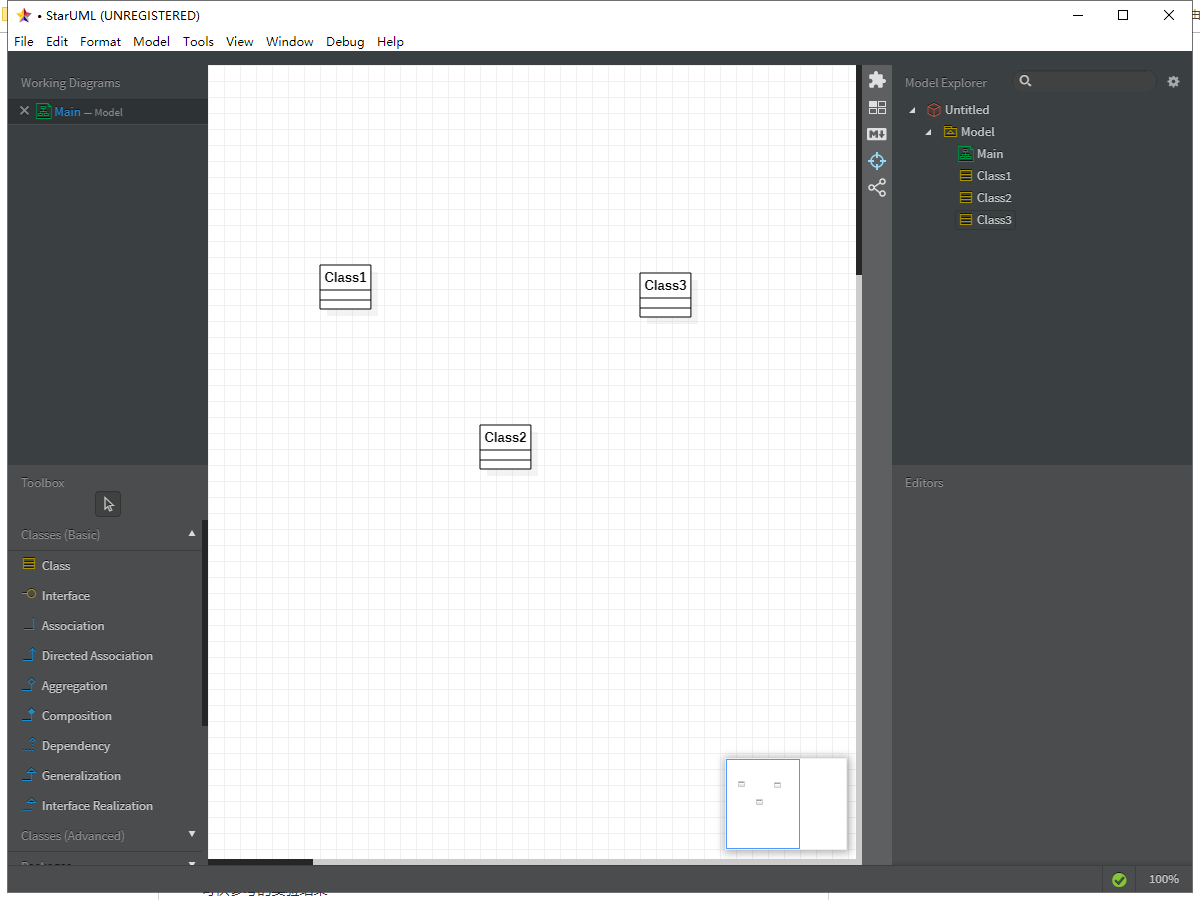 • StarUML (UNREGISTERED)
File Edit Format Model Tools View Window Debug Help
Working Diagrams
Main — Model
Class1
Class3
Class2
Toolbox
Classes (Basic)
Class
Interface
Association
Directed Association
Aggregation
Composition
Dependency
Generalization
Interface Realization
Classes (Advanced)
Model Explorer
Untitled
Model
Main
Class1
Class2
Class3
Editors
100%